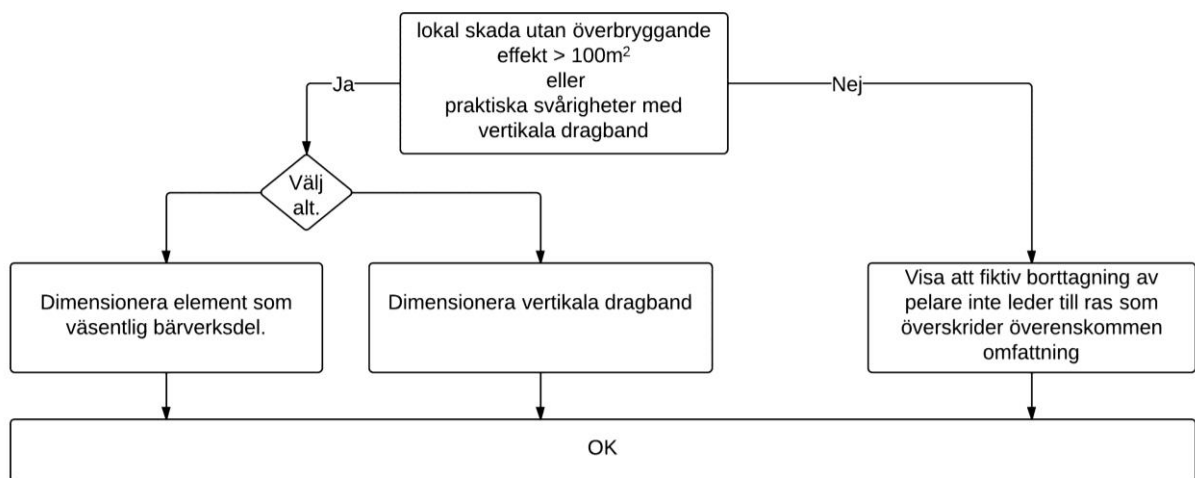 lokal skada utan överbryggande
effekt > 100m²
eller
praktiska svårigheter med
vertikala dragband
Ja
Nej
Välj
alt.
Dimensionera element som
väsentlig bärverksdel.
Dimensionera vertikala dragband
Visa att fiktiv borttagning av
pelare inte leder till ras som
överskrider överenskommen
omfattning
OK